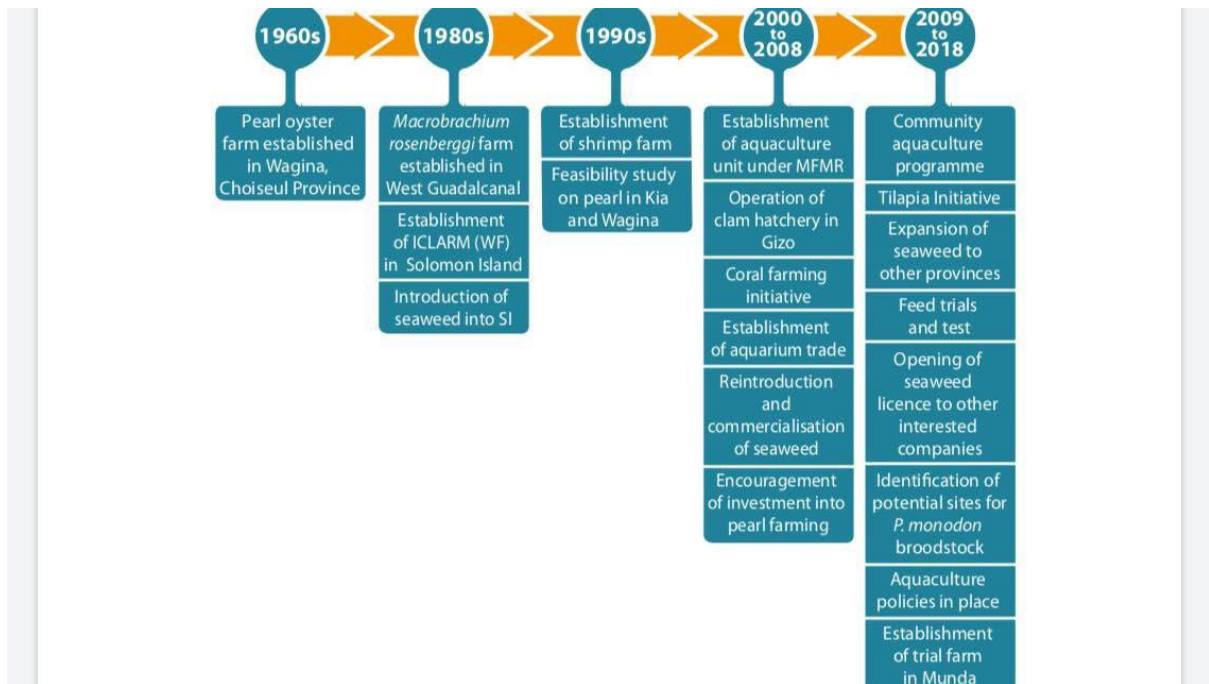 1960s
1980s
1990s
2000
to
2008
2009
to
2018
Pearl oyster
farm established
in Wagina,
Choiseul Province
Macrobrachium
rosenberggi farm
established in
West Guadalcanal
Establishment
of ICLARM (WF)
in Solomon Island
Introduction of
seaweed into SI
Establishment
of shrimp farm
Feasibility study
on pearl in Kia
and Wagina
Establishment
of aquaculture
unit under MFMR
Operation of
clam hatchery in
Gizo
Coral farming
initiative
Establishment
of aquarium trade
Reintroduction
and
commercialisation
of seaweed
Encouragement
of investment into
pearl farming
Community
aquaculture
programme
Tilapia Initiative
Expansion of
seaweed to
other provinces
Feed trials
and test
Opening of
seaweed
licence to other
interested
companies
Identification of
potential sites for
P. monodon
broodstock
Aquaculture
policies in place
Establishment
of trial farm
in Munda